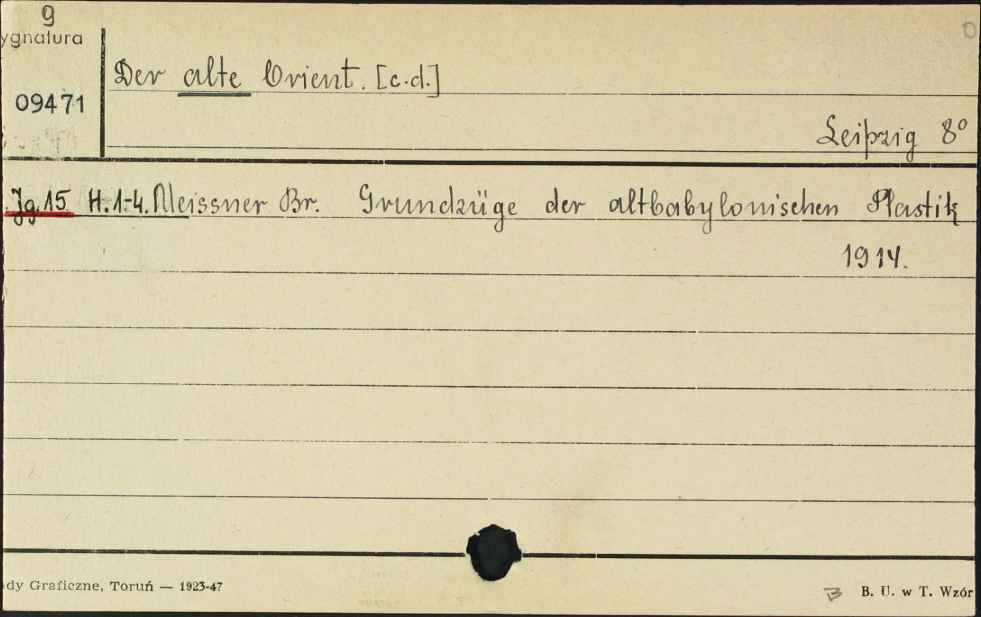 9
ygnatura
09471
Der alte Orient. [c.d.]
Leipzig 8°
Jg. 15 H.1-4. Meissner Br. Grundzüge der altbabylonischen Plastik
1914.
dy Graficzne, Toruń — 1923-47
B. U. w T. Wzór